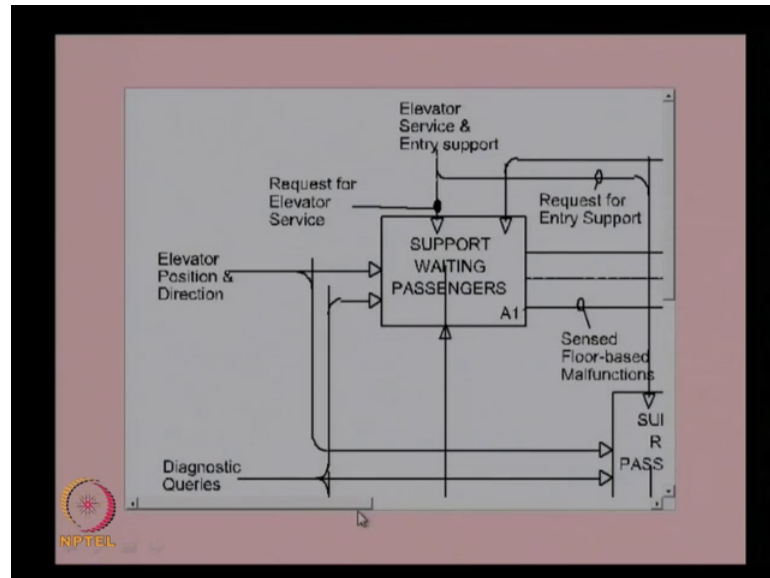 Elevator
Service &
Entry support
Request for
Elevator
Service
Request for
Entry Support
Elevator
Position &
Direction
SUPPORT
WAITING
PASSENGERS
A1
Sensed
Floor-based
Malfunctions
SUI
R
PASS
Diagnostic
Queries
NPTEL